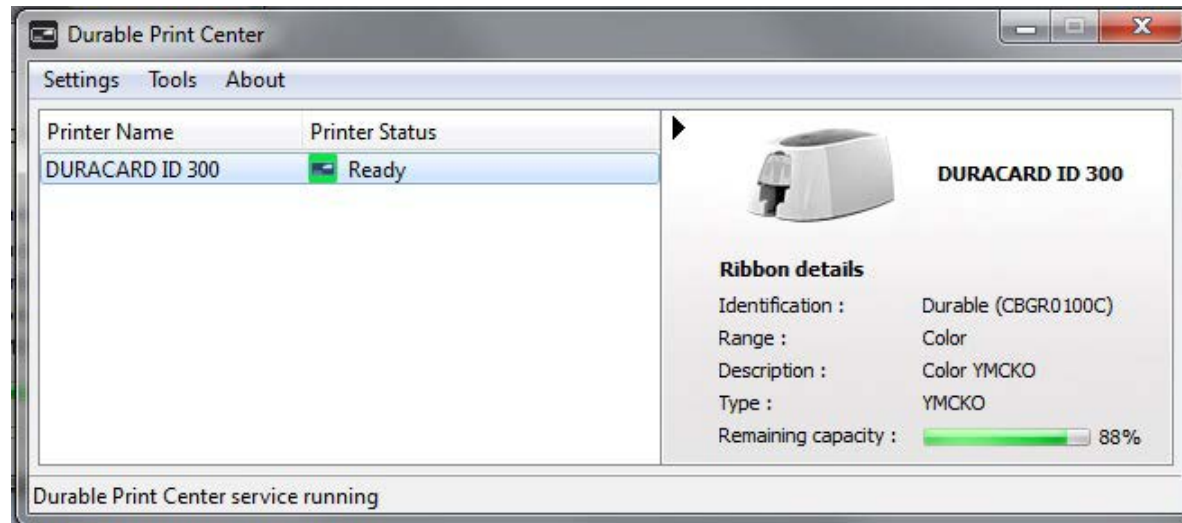 Durable Print Center
Settings Tools About
Printer Name Printer Status
DURACARD ID 300 Ready
DURACARD ID 300
Ribbon details
Identification : Durable (CBGR0100C)
Range : Color
Description : Color YMCKO
Type : YMCKO
Remaining capacity : 88%
Durable Print Center service running